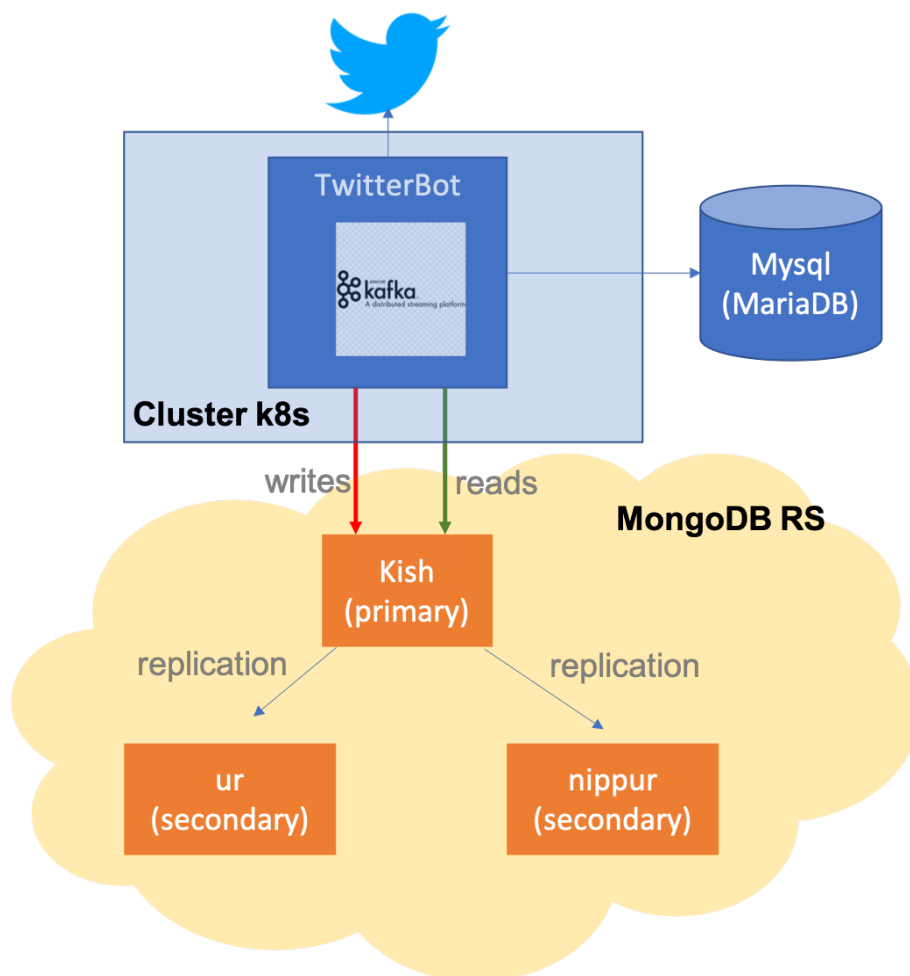 TwitterBot
APACHE
kafka
A distributed streaming platform
Mysql
(MariaDB)
Cluster k8s
writes
reads
MongoDB RS
Kish
(primary)
replication
replication
ur
(secondary)
nippur
(secondary)